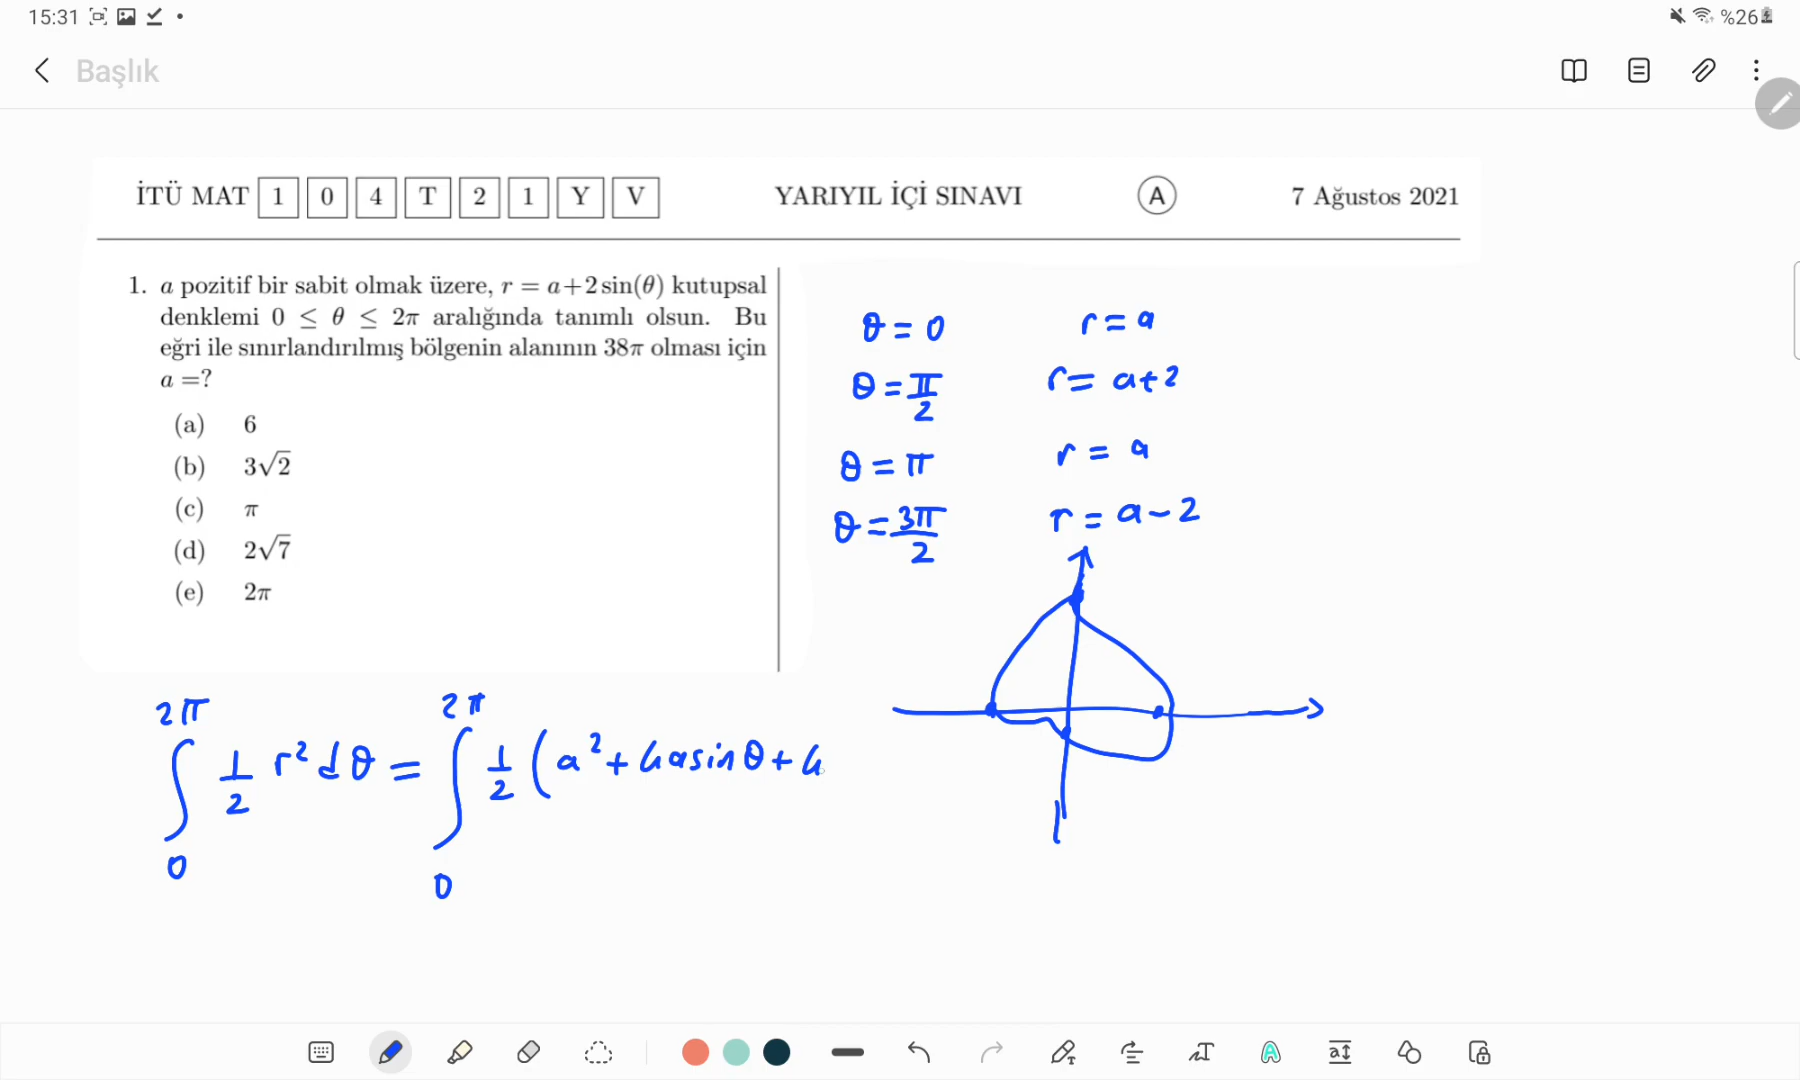 15:31
%26
Başlık
İTÜ MAT 1 0 4 T 2 1 Y V YARIYIL İÇİ SINAVI A 7 Ağustos 2021
1. a pozitif bir sabit olmak üzere, r = a+2 sin(θ) kutupsal
denklemi 0 ≤ θ ≤ 2π aralığında tanımlı olsun. Bu
eğri ile sınırlandırılmış bölgenin alanının 38π olması için
a =?
(a) 6
(b) 3√2
(c) π
(d) 2√7
(e) 2π
θ = 0 r = a
θ = π/2 r = a+2
θ = π r = a
θ = 3π/2 r = a-2
∫₀^2π 1/2 r² dθ = ∫₀^2π 1/2 (a² + 4a sin θ + 4